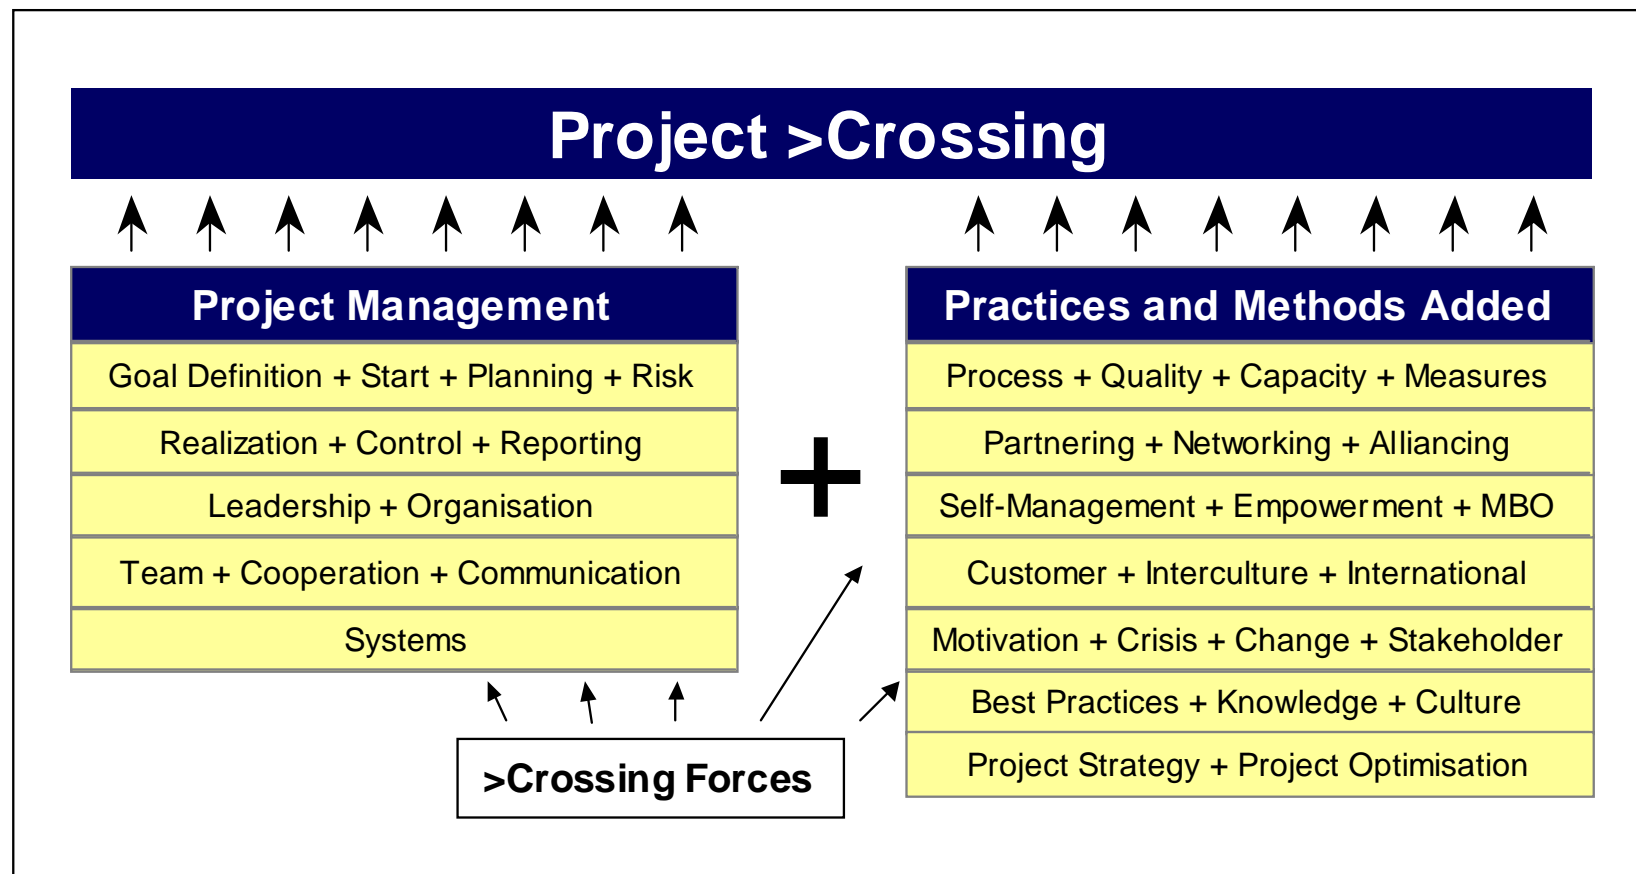 Project >Crossing
Project Management
Goal Definition + Start + Planning + Risk
Realization + Control + Reporting
Leadership + Organisation
Team + Cooperation + Communication
Systems
+
Practices and Methods Added
Process + Quality + Capacity + Measures
Partnering + Networking + Alliancing
Self-Management + Empowerment + MBO
Customer + Interculture + International
Motivation + Crisis + Change + Stakeholder
Best Practices + Knowledge + Culture
Project Strategy + Project Optimisation
>Crossing Forces